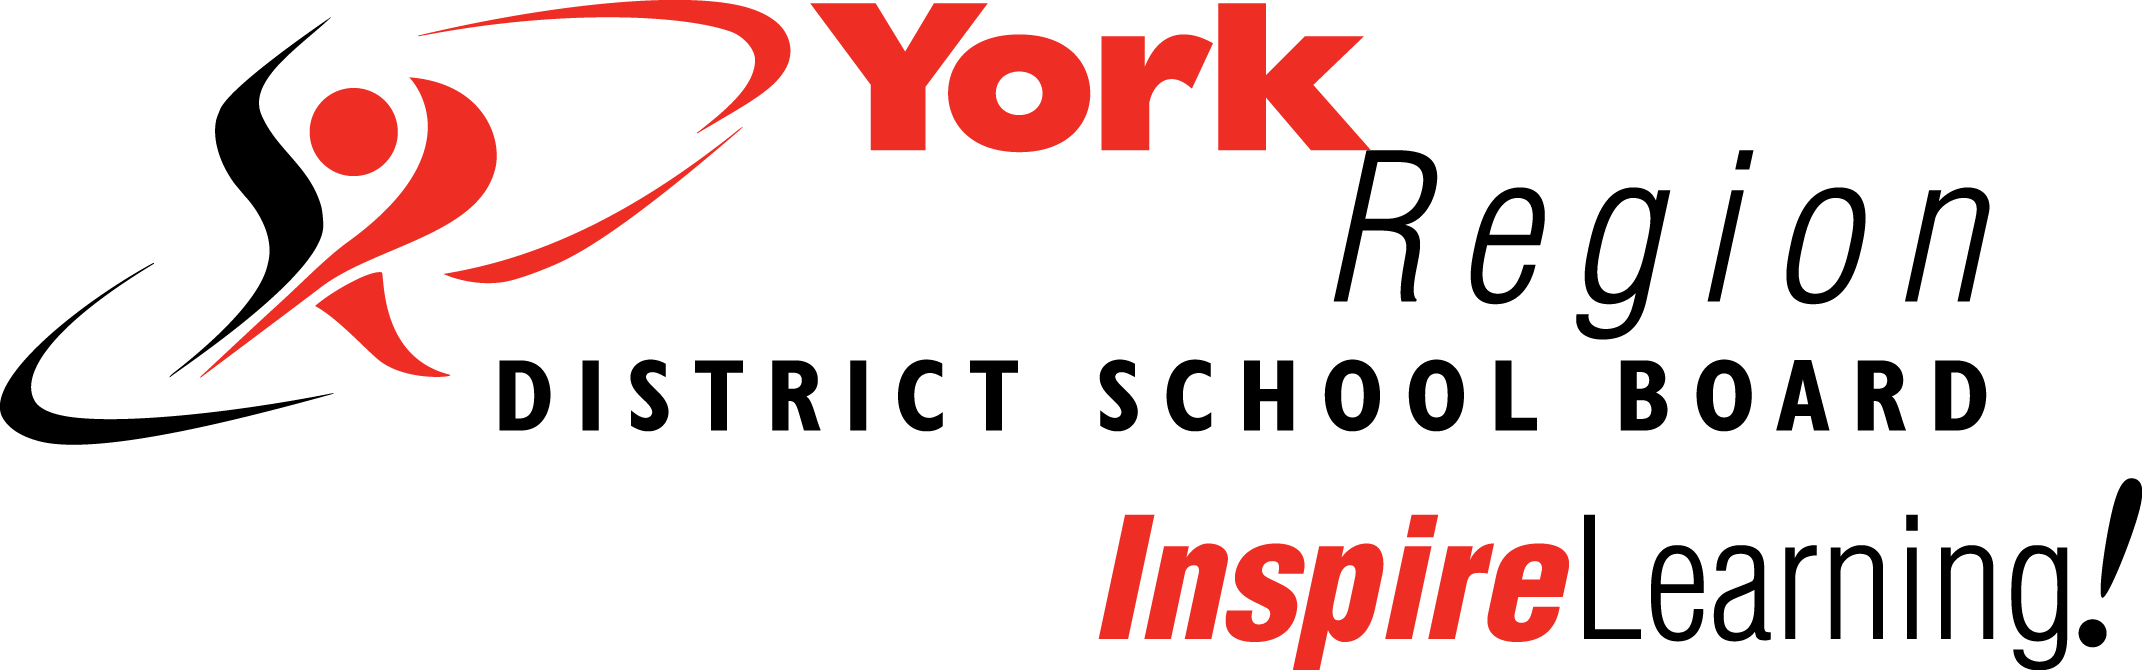 York
Region
DISTRICT SCHOOL BOARD
InspireLearning!